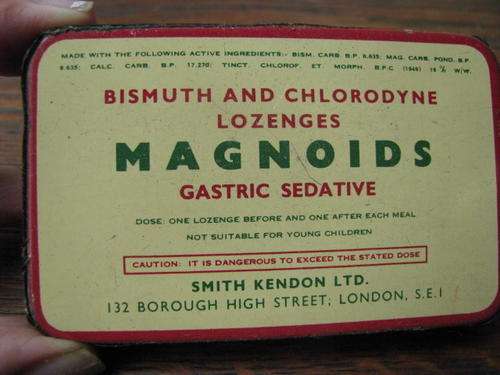 MADE WITH THE FOLLOWING ACTIVE INGREDIENTS:- BISM. CARB. B.P. 8.635; MAG. CARB. POND. B.P.
8.635; CALC. CARB. B.P. 17.270; TINCT. CHLOROF. ET. MORPH. B.P.C. (1949) % W/W.
BISMUTH AND CHLORODYNE
LOZENGES
MAGNOIDS
GASTRIC SEDATIVE
DOSE: ONE LOZENGE BEFORE AND ONE AFTER EACH MEAL
NOT SUITABLE FOR YOUNG CHILDREN
CAUTION: IT IS DANGEROUS TO EXCEED THE STATED DOSE
SMITH KENDON LTD.
132 BOROUGH HIGH STREET; LONDON, S.E.1